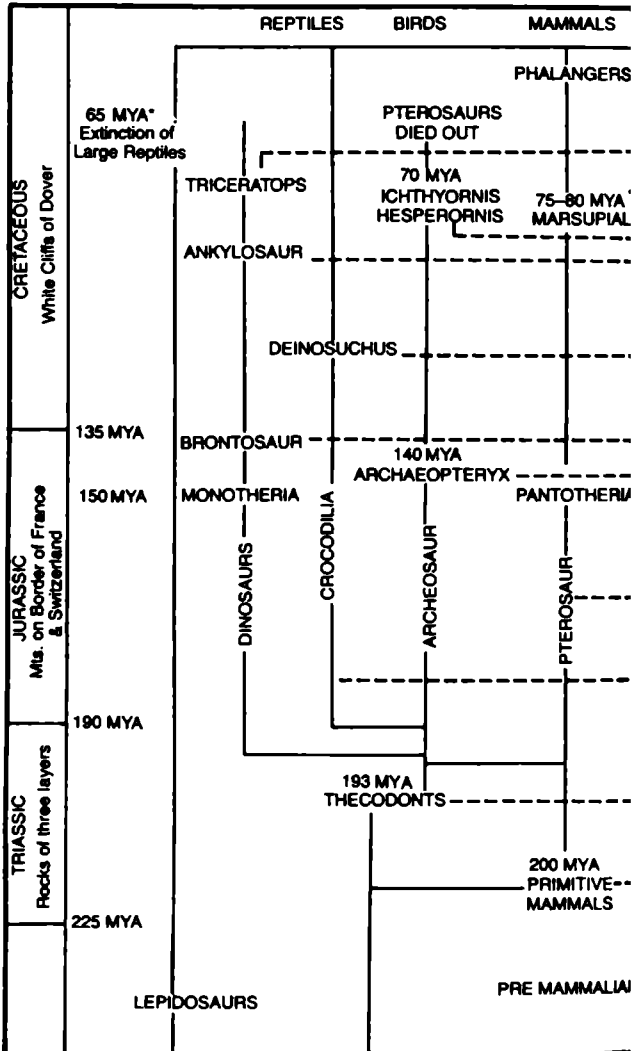 REPTILES BIRDS MAMMALS
PHALANGERS
65 MYA*
Extinction of
Large Reptiles
PTEROSAURS
DIED OUT
TRICERATOPS
70 MYA
ICHTHYORNIS
HESPERORNIS
75-80 MYA*
MARSUPIAL
ANKYLOSAUR
DEINOSUCHUS
CRETACEOUS
White Cliffs of Dover
135 MYA
BRONTOSAUR
140 MYA
ARCHAEOPTERYX
150 MYA
MONOTHERIA
PANTOTHERIA
JURASSIC
Mts. on Border of France
& Switzerland
DINOSAURS
CROCODILIA
ARCHEOSAUR
PTEROSAUR
190 MYA
193 MYA
THECODONTS
TRIASSIC
Rocks of three layers
200 MYA
PRIMITIVE
MAMMALS
225 MYA
LEPIDOSAURS
PRE MAMMALIAN